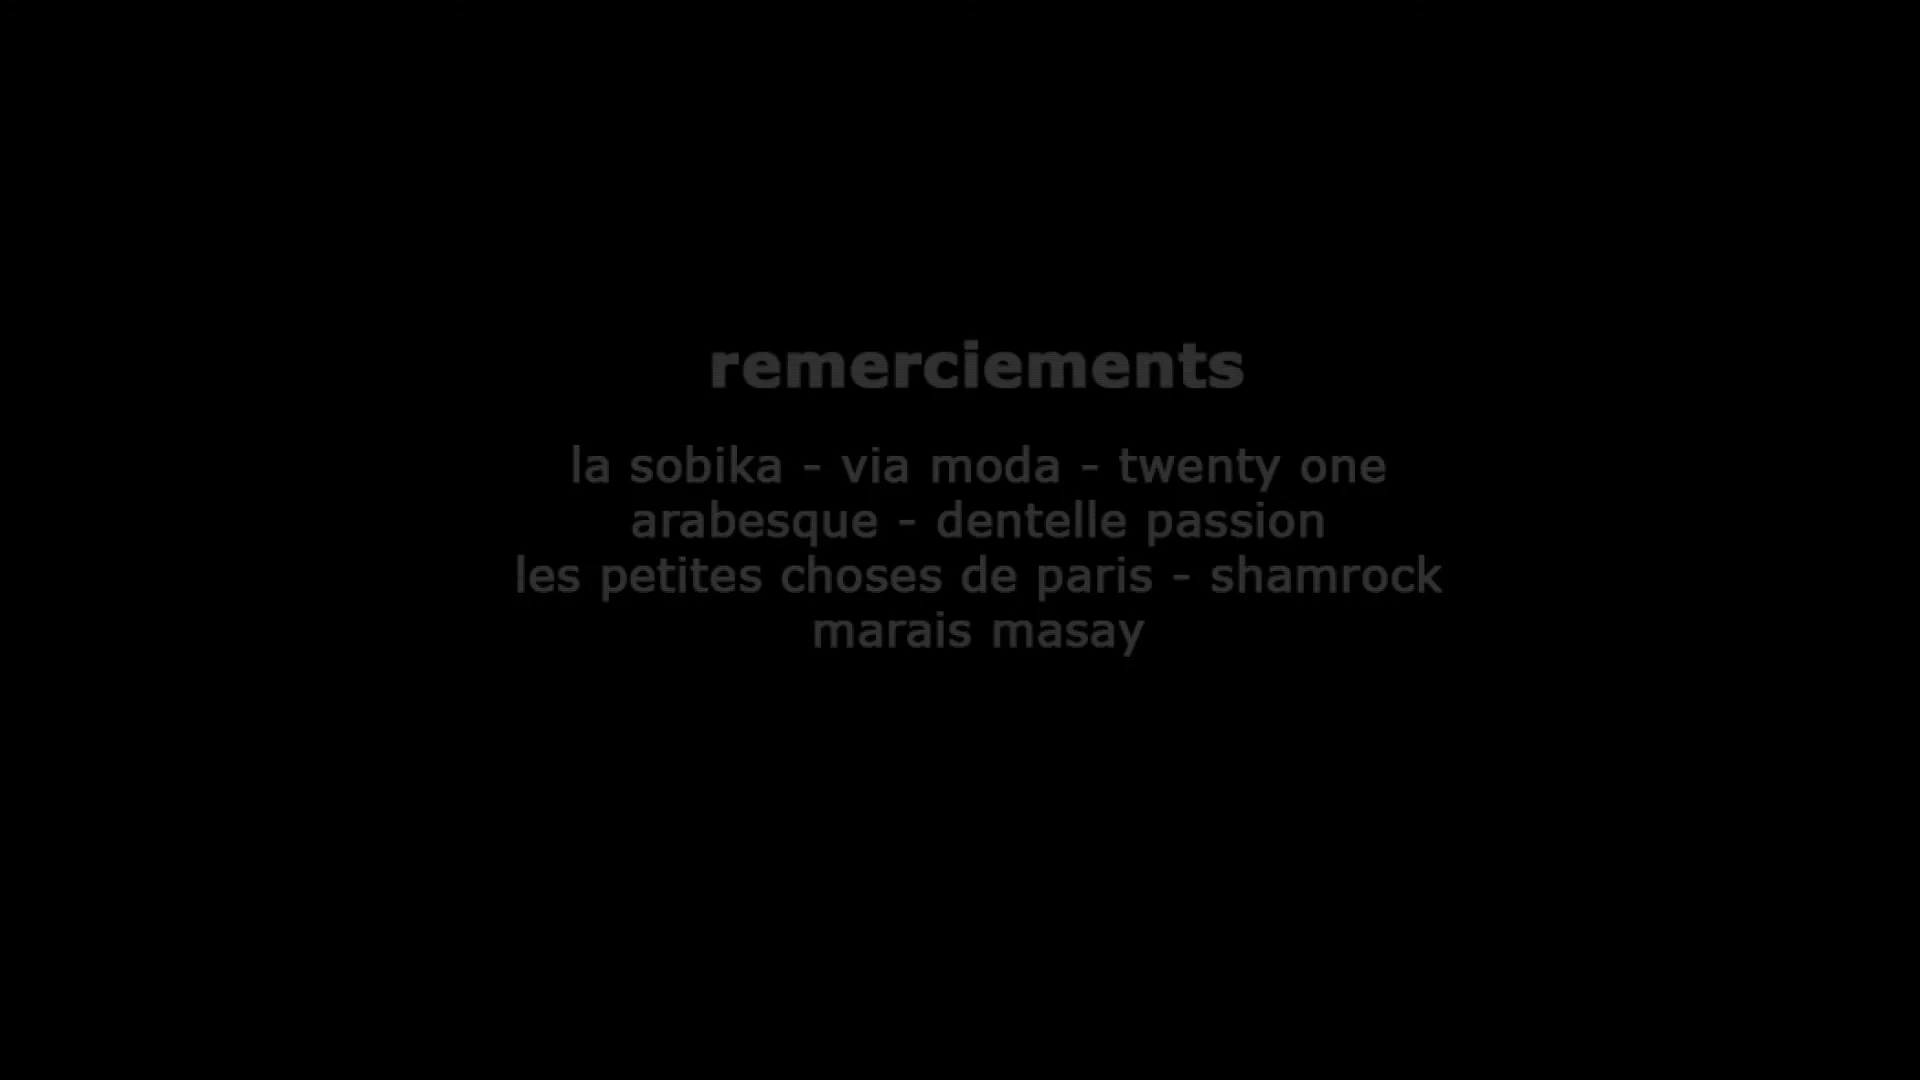 remerciements
la sobika - via moda - twenty one
arabesque - dentelle passion
les petites choses de paris - shamrock
marais masay